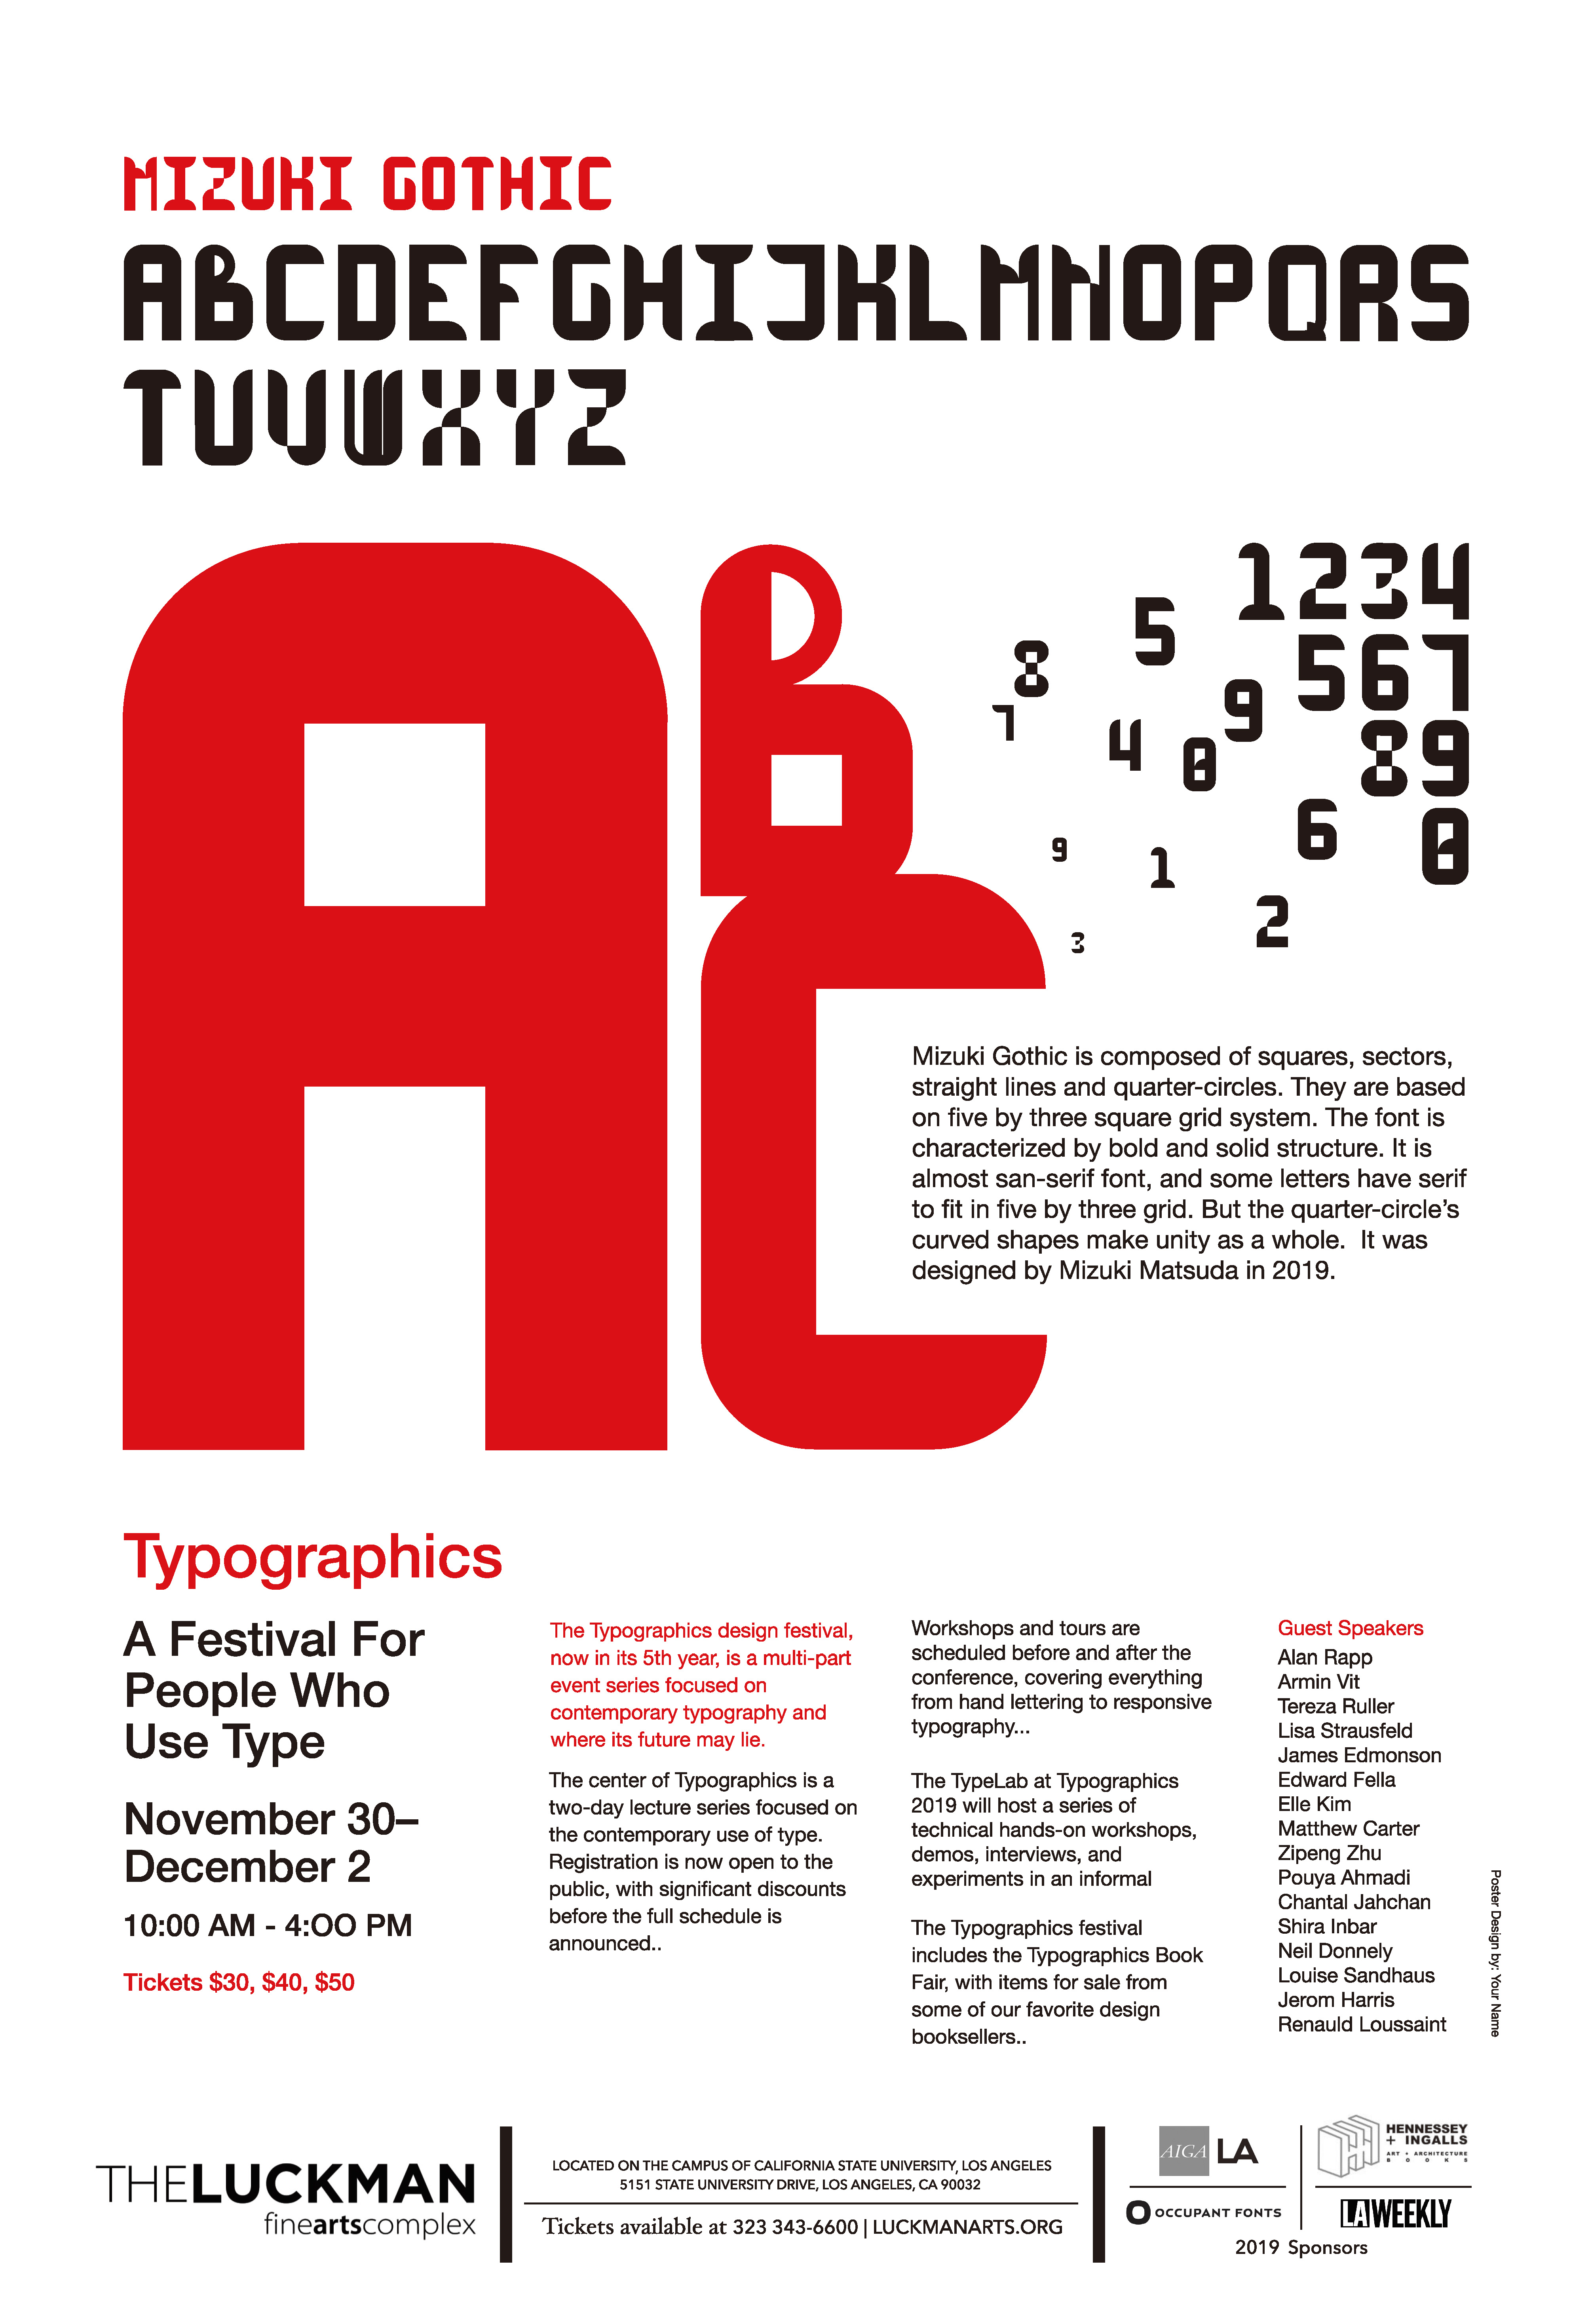 MIZUKI GOTHIC
ABCDEFGHIJKLMNOPQRS
TUVWXYZ
A
B
C
1234
567
89
0
5
8
7
9
4
0
6
9
1
2
3
Mizuki Gothic is composed of squares, sectors,
straight lines and quarter-circles. They are based
on five by three square grid system. The font is
characterized by bold and solid structure. It is
almost san-serif font, and some letters have serif
to fit in five by three grid. But the quarter-circle’s
curved shapes make unity as a whole.  It was
designed by Mizuki Matsuda in 2019.
Typographics
A Festival For
People Who
Use Type
November 30–
December 2
10:00 AM - 4:OO PM
Tickets $30, $40, $50
The Typographics design festival,
now in its 5th year, is a multi-part
event series focused on
contemporary typography and
where its future may lie.
The center of Typographics is a
two-day lecture series focused on
the contemporary use of type.
Registration is now open to the
public, with significant discounts
before the full schedule is
announced..
Workshops and tours are
scheduled before and after the
conference, covering everything
from hand lettering to responsive
typography...
The TypeLab at Typographics
2019 will host a series of
technical hands-on workshops,
demos, interviews, and
experiments in an informal
The Typographics festival
includes the Typographics Book
Fair, with items for sale from
some of our favorite design
booksellers..
Guest Speakers
Alan Rapp
Armin Vit
Tereza Ruller
Lisa Strausfeld
James Edmonson
Edward Fella
Elle Kim
Matthew Carter
Zipeng Zhu
Pouya Ahmadi
Chantal Jahchan
Shira Inbar
Neil Donnely
Louise Sandhaus
Jerom Harris
Renauld Loussaint
Poster Design by: Your Name
THELUCKMAN
fineartscomplex
LOCATED ON THE CAMPUS OF CALIFORNIA STATE UNIVERSITY, LOS ANGELES
5151 STATE UNIVERSITY DRIVE, LOS ANGELES, CA 90032
Tickets available at 323 343-6600 | LUCKMANARTS.ORG
AIGA LA
HENNESSEY
+ INGALLS
ART + ARCHITECTURE
BOOKS
OCCUPANT FONTS
LAWEEKLY
2019 Sponsors